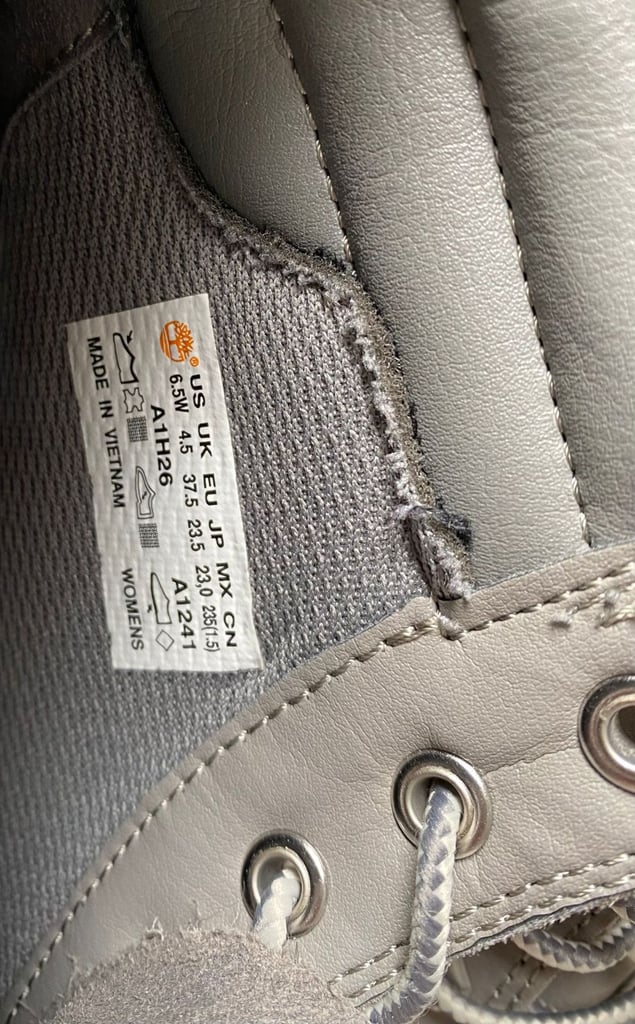 ®
US UK EU JP MX CN
6.5W 4.5 37.5 23.5 23,0 235(1.5)
A1H26 A1241
MADE IN VIETNAM WOMENS